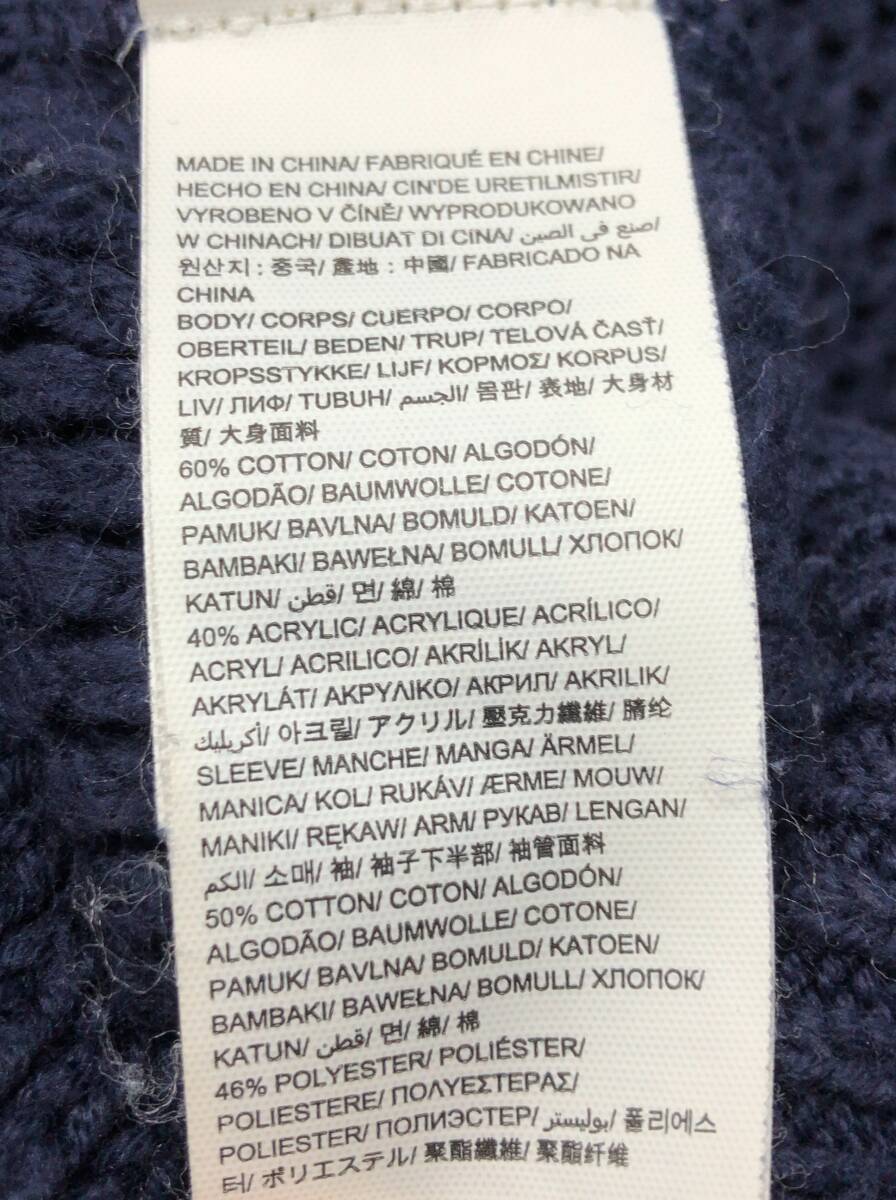 MADE IN CHINA/ FABRIQUÉ EN CHINE/
HECHO EN CHINA/ CIN'DE URETILMISTIR/
VYROBENO V ČÍNĚ/ WYPRODUKOWANO
W CHINACH/ DIBUAT DI CINA/ صنع في الصين/
원산지 : 중국/ 產地 : 中國/ FABRICADO NA
CHINA
BODY/ CORPS/ CUERPO/ CORPO/
OBERTEIL/ BEDEN/ TRUP/ TELOVÁ ČASŤ/
KROPSSTYKKE/ LIJF/ ΚΟΡΜΟΣ/ KORPUS/
LIV/ ЛИФ/ TUBUH/ الجسم/ 몸판/ 表地/ 大身材
質/ 大身面料
60% COTTON/ COTON/ ALGODÓN/
ALGODÃO/ BAUMWOLLE/ COTONE/
PAMUK/ BAVLNA/ BOMULD/ KATOEN/
BAMBAKI/ BAWEŁNA/ BOMULL/ ХЛОПОК/
KATUN/ قطن/ 면/ 綿/ 棉
40% ACRYLIC/ ACRYLIQUE/ ACRÍLICO/
ACRYL/ ACRILICO/ AKRİLİK/ AKRYL/
AKRYLÁT/ ΑΚΡΥΛΙΚΟ/ АКРИЛ/ AKRILIK/
أكريليك/ 아크릴/ アクリル/ 壓克力纖維/ 腈纶
SLEEVE/ MANCHE/ MANGA/ ÄRMEL/
MANICA/ KOL/ RUKÁV/ ÆRME/ MOUW/
MANIKI/ RĘKAW/ ARM/ РУКАВ/ LENGAN/
الكم/ 소매/ 袖/ 袖子下半部/ 袖管面料
50% COTTON/ COTON/ ALGODÓN/
ALGODÃO/ BAUMWOLLE/ COTONE/
PAMUK/ BAVLNA/ BOMULD/ KATOEN/
BAMBAKI/ BAWEŁNA/ BOMULL/ ХЛОПОК/
KATUN/ قطن/ 면/ 綿/ 棉
46% POLYESTER/ POLIÉSTER/
POLIESTERE/ ΠΟΛΥΕΣΤΕΡΑΣ/
POLIESTER/ ПОЛИЭСТЕР/ بوليستر/ 폴리에스
터/ ポリエステル/ 聚酯纖維/ 聚酯纤维